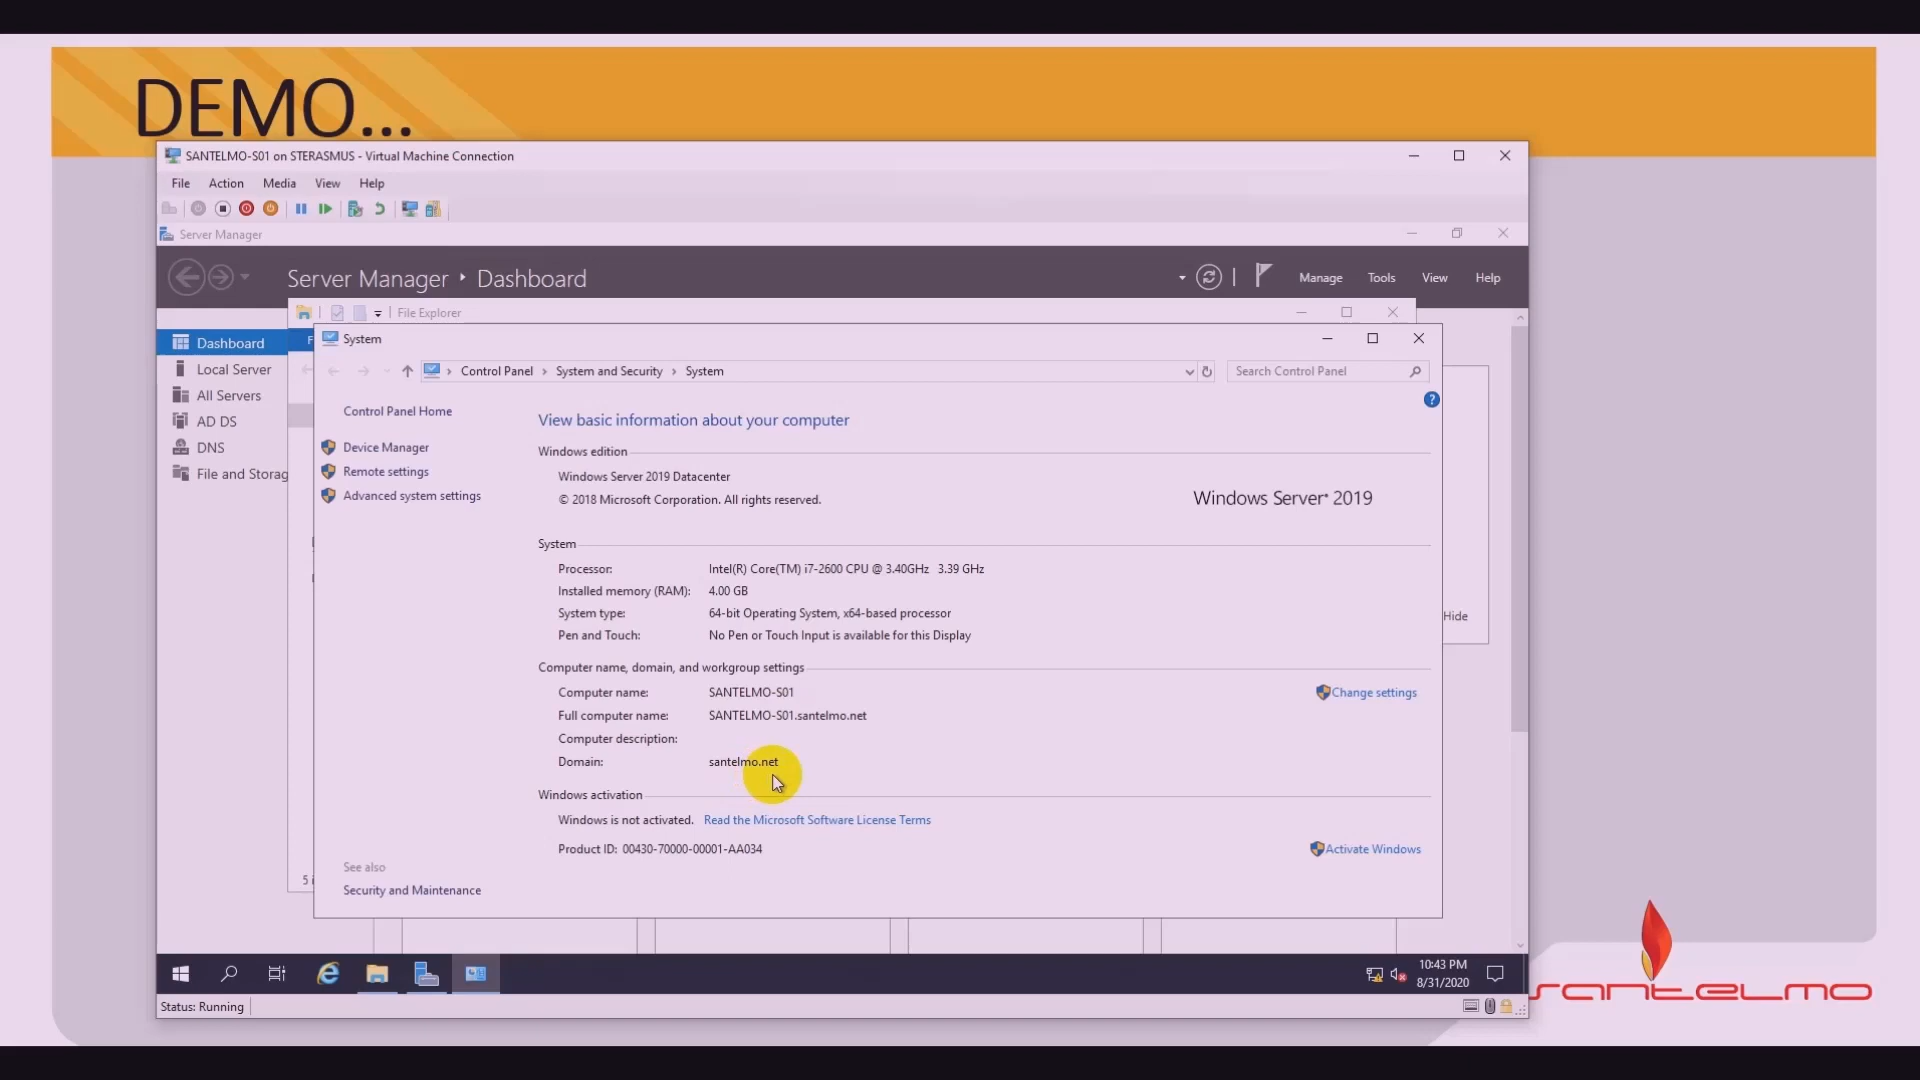 DEMO...
SANTELMO-S01 on STERASMUS - Virtual Machine Connection
File Action Media View Help
Server Manager
Server Manager ‣ Dashboard
Manage Tools View Help
File Explorer
Dashboard
Local Server
All Servers
AD DS
DNS
File and Storag
F
System
Control Panel › System and Security › System
Search Control Panel
Control Panel Home
Device Manager
Remote settings
Advanced system settings
View basic information about your computer
Windows edition
Windows Server 2019 Datacenter
© 2018 Microsoft Corporation. All rights reserved.
Windows Server® 2019
System
Processor: Intel(R) Core(TM) i7-2600 CPU @ 3.40GHz 3.39 GHz
Installed memory (RAM): 4.00 GB
System type: 64-bit Operating System, x64-based processor
Pen and Touch: No Pen or Touch Input is available for this Display
Hide
Computer name, domain, and workgroup settings
Computer name: SANTELMO-S01
Change settings
Full computer name: SANTELMO-S01.santelmo.net
Computer description:
Domain: santelmo.net
Windows activation
Windows is not activated. Read the Microsoft Software License Terms
Product ID: 00430-70000-00001-AA034
Activate Windows
See also
Security and Maintenance
5 i
10:43 PM
8/31/2020
Status: Running
santelmo